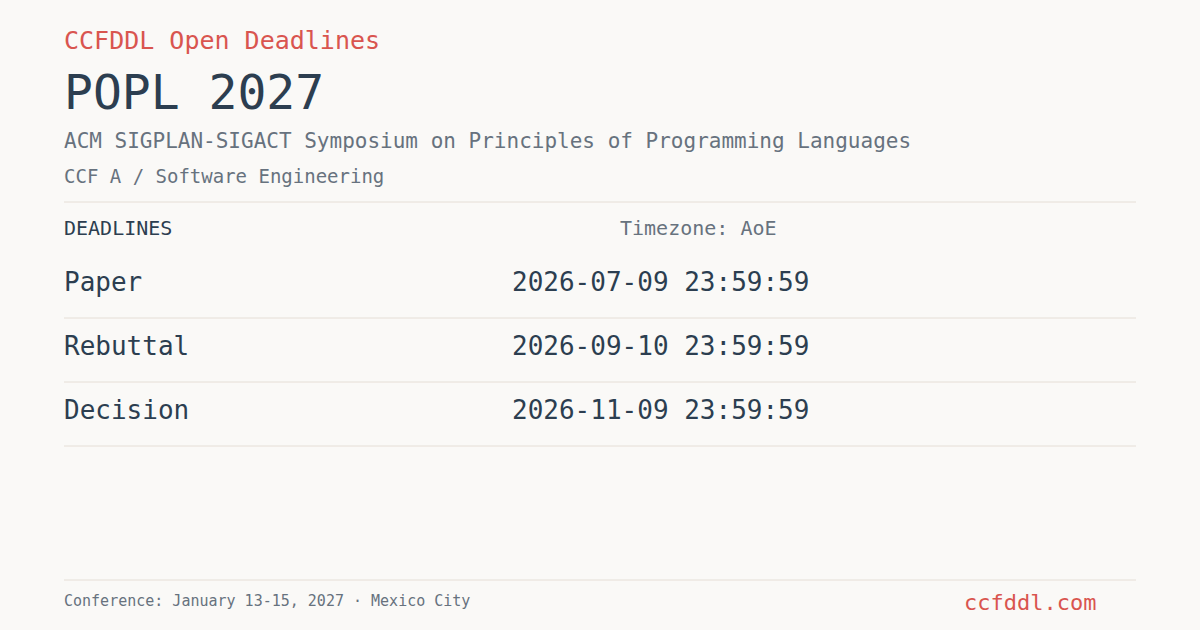 CCFDDL Open Deadlines
POPL 2027
ACM SIGPLAN-SIGACT Symposium on Principles of Programming Languages
CCF A / Software Engineering
DEADLINES Timezone: AoE
Paper 2026-07-09 23:59:59
Rebuttal 2026-09-10 23:59:59
Decision 2026-11-09 23:59:59
Conference: January 13-15, 2027 · Mexico City ccfddl.com